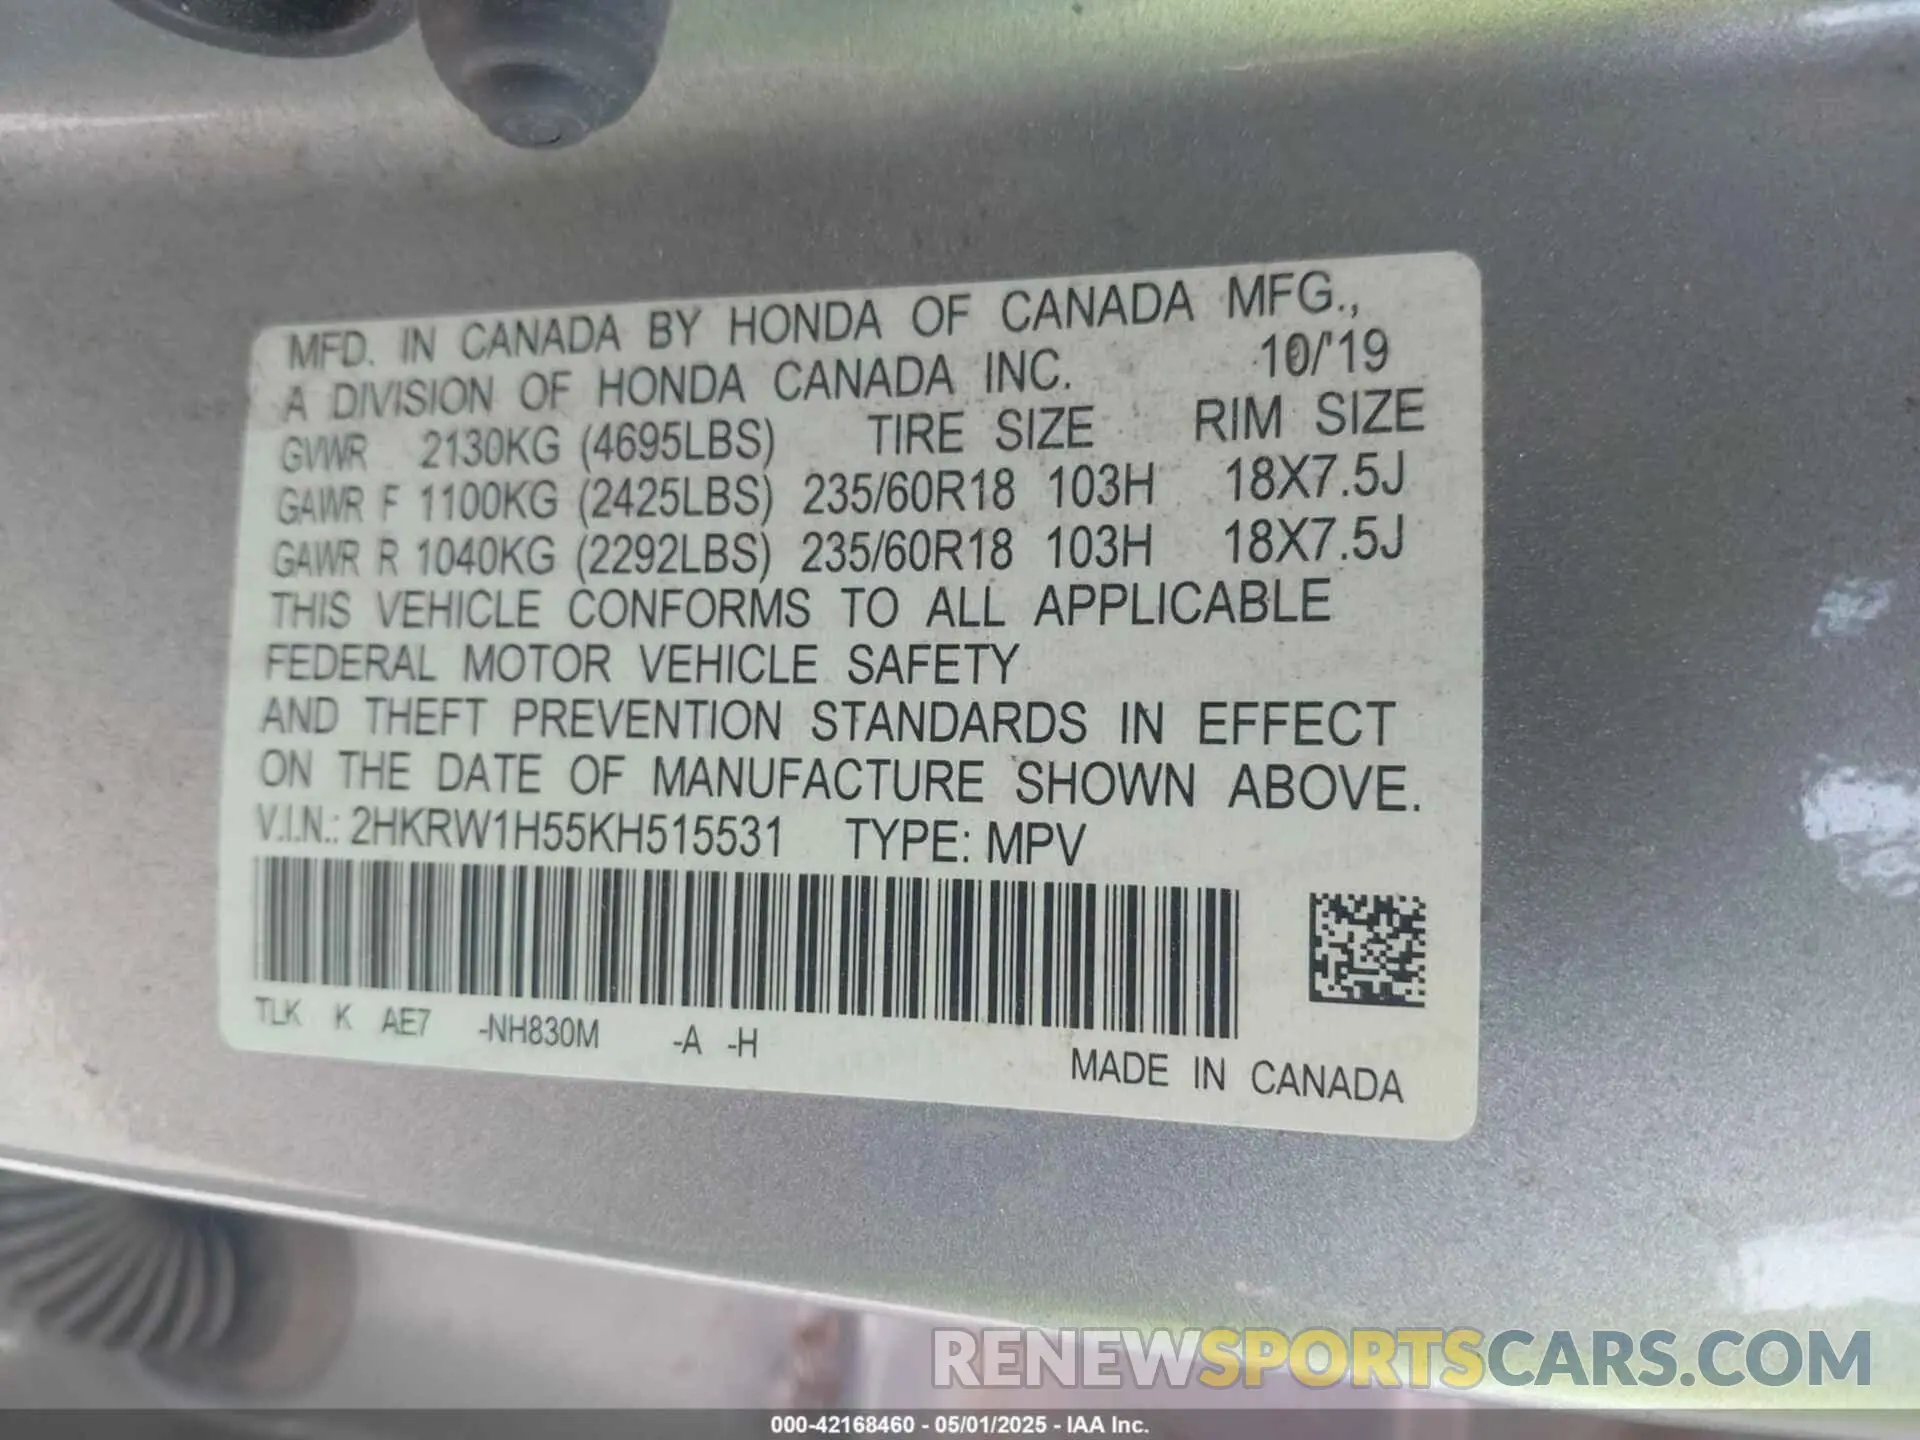 MFD. IN CANADA BY HONDA OF CANADA MFG.,
A DIVISION OF HONDA CANADA INC. 10/'19
GVWR 2130KG (4695LBS) TIRE SIZE RIM SIZE
GAWR F 1100KG (2425LBS) 235/60R18 103H 18X7.5J
GAWR R 1040KG (2292LBS) 235/60R18 103H 18X7.5J
THIS VEHICLE CONFORMS TO ALL APPLICABLE
FEDERAL MOTOR VEHICLE SAFETY
AND THEFT PREVENTION STANDARDS IN EFFECT
ON THE DATE OF MANUFACTURE SHOWN ABOVE.
V.I.N.: 2HKRW1H55KH515531 TYPE: MPV
TLK K AE7 -NH830M -A -H
MADE IN CANADA
RENEWSPORTSCARS.COM
000-42168460 - 05/01/2025 - IAA Inc.